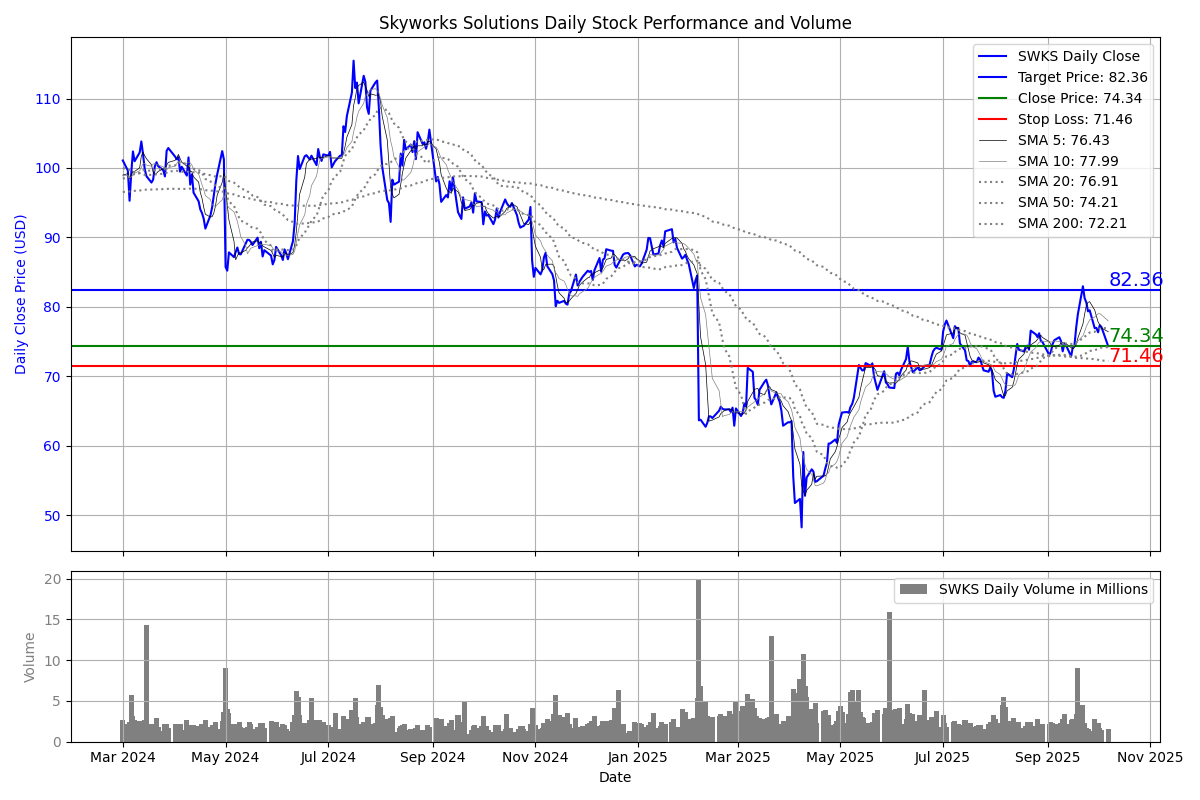 Skyworks Solutions Daily Stock Performance and Volume
Daily Close Price (USD)
110
100
90
80
70
60
50
SWKS Daily Close
Target Price: 82.36
Close Price: 74.34
Stop Loss: 71.46
SMA 5: 76.43
SMA 10: 77.99
SMA 20: 76.91
SMA 50: 74.21
SMA 200: 72.21
82.36
74.34
71.46
Volume
20
15
10
5
0
SWKS Daily Volume in Millions
Mar 2024 May 2024 Jul 2024 Sep 2024 Nov 2024 Jan 2025 Mar 2025 May 2025 Jul 2025 Sep 2025 Nov 2025
Date